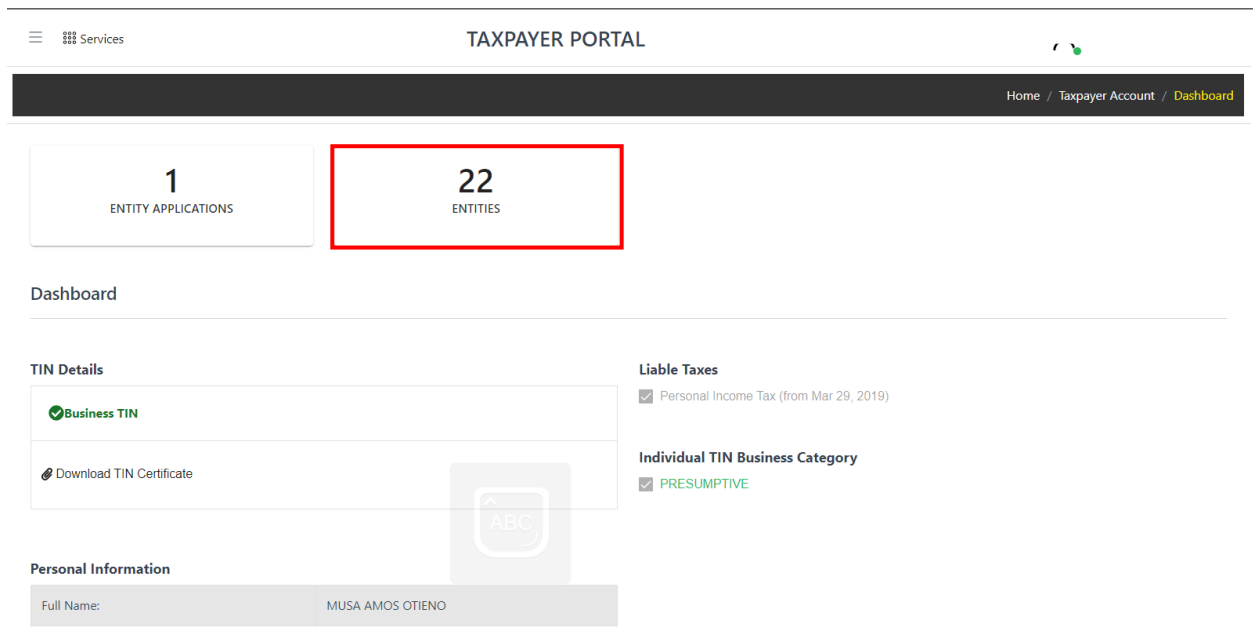 Services
TAXPAYER PORTAL
Home / Taxpayer Account / Dashboard
1
ENTITY APPLICATIONS
22
ENTITIES
Dashboard
TIN Details
Business TIN
Download TIN Certificate
ABC
Liable Taxes
Personal Income Tax (from Mar 29, 2019)
Individual TIN Business Category
PRESUMPTIVE
Personal Information
Full Name: MUSA AMOS OTIENO